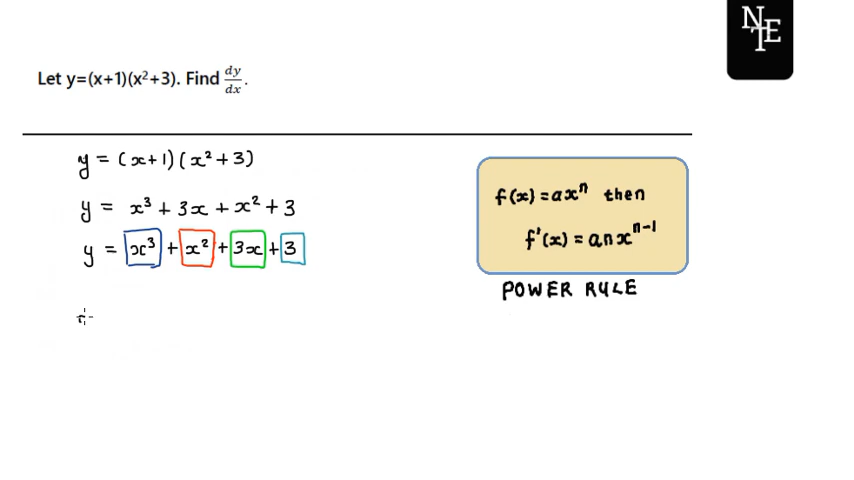 NTE
Let y=(x+1)(x²+3). Find dy/dx.
y = (x+1)(x²+3)
y = x³ + 3x + x² + 3
y = x³ + x² + 3x + 3
f(x) = axⁿ then
f'(x) = anxⁿ⁻¹
POWER RULE